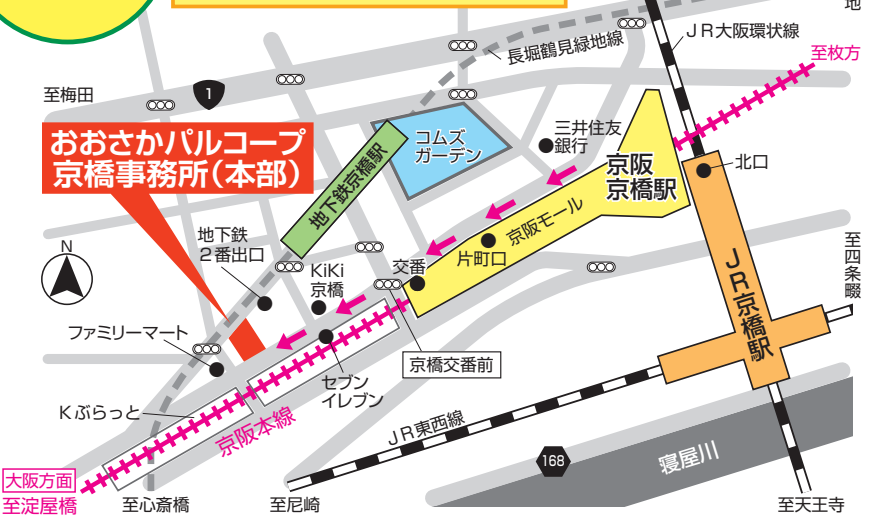 地
JR大阪環状線
長堀鶴見緑地線
至枚方
至梅田
1
おおさかパルコープ
京橋事務所(本部)
コムズ
ガーデン
三井住友
銀行
京阪
京橋駅
北口
地下鉄京橋駅
京阪モール
片町口
N
地下鉄
2番出口
KiKi
京橋
交番
至四条畷
JR京橋駅
ファミリーマート
京橋交番前
セブン
イレブン
Kぶらっと
京阪本線
JR東西線
168
寝屋川
大阪方面
至淀屋橋
至心斎橋
至尼崎
至天王寺